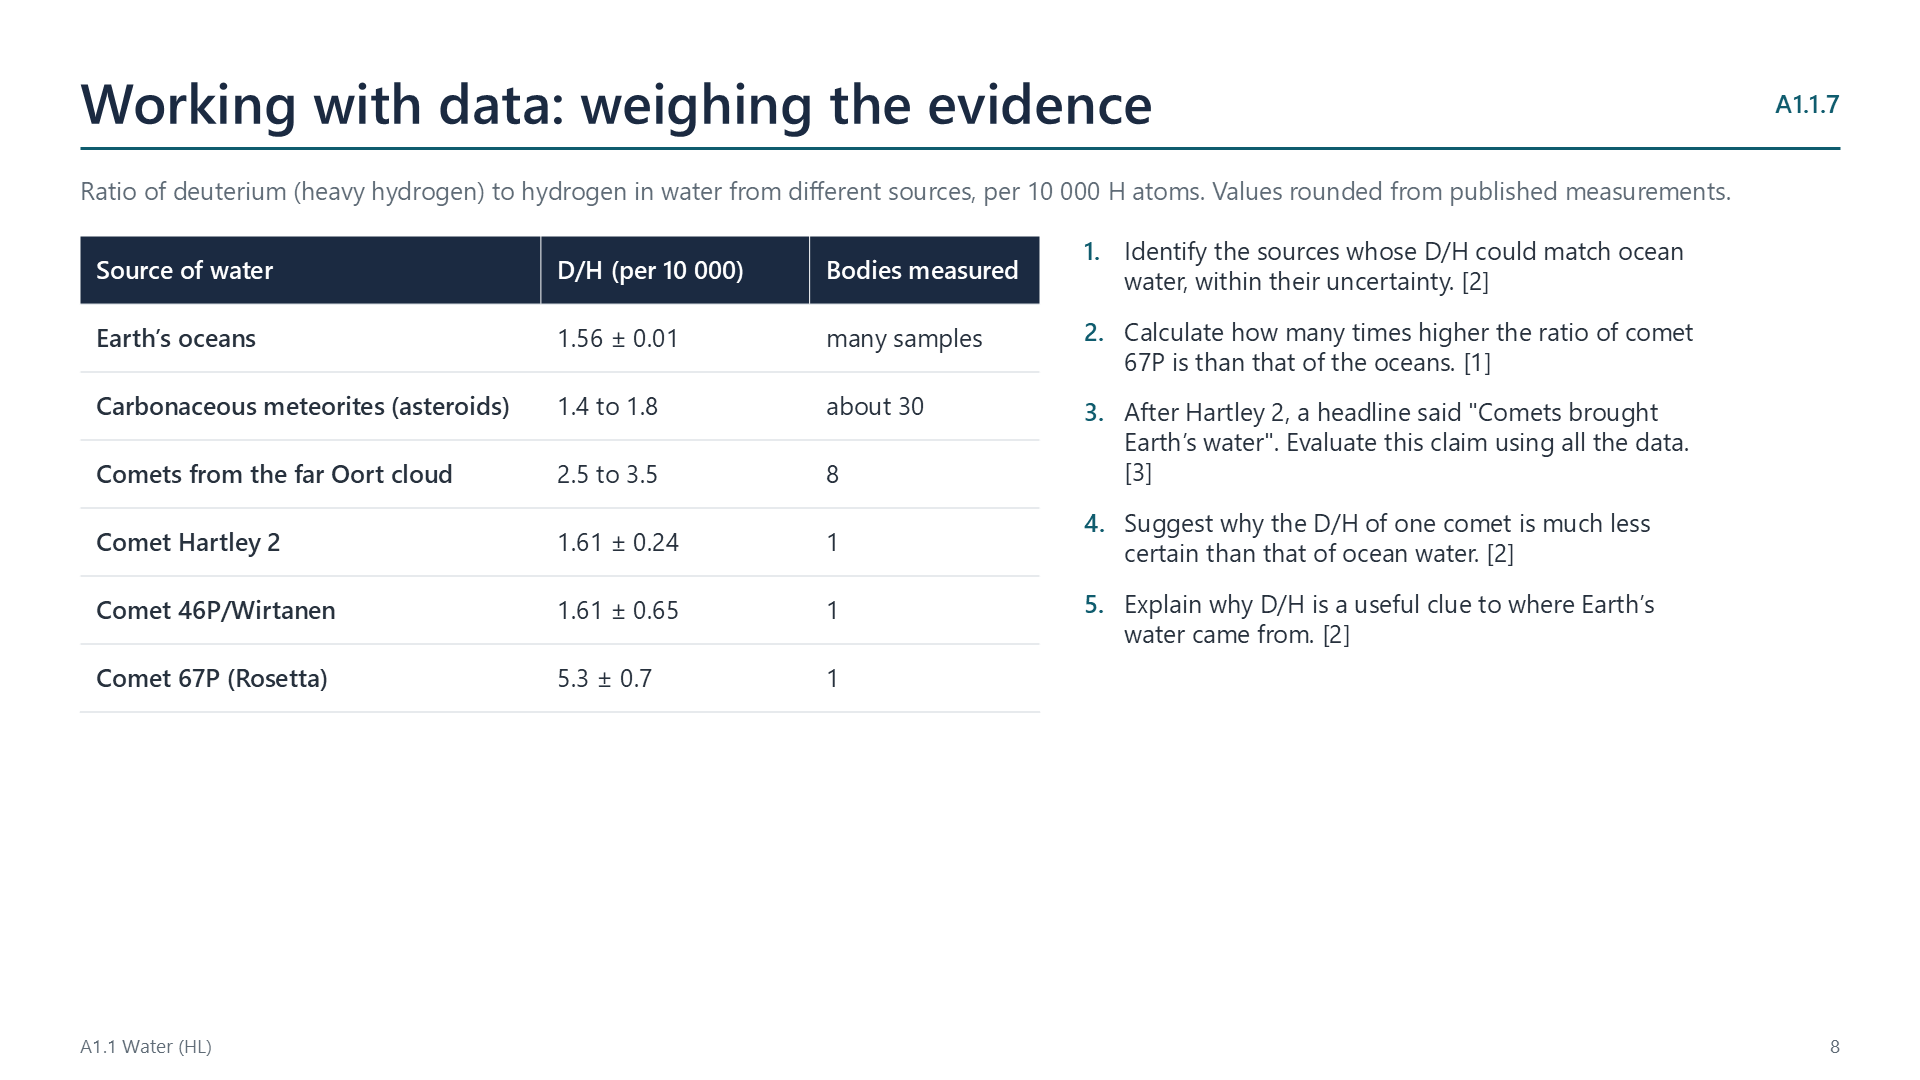 Working with data: weighing the evidence
A1.1.7
Ratio of deuterium (heavy hydrogen) to hydrogen in water from different sources, per 10 000 H atoms. Values rounded from published measurements.
Source of water D/H (per 10 000) Bodies measured
Earth’s oceans 1.56 ± 0.01 many samples
Carbonaceous meteorites (asteroids) 1.4 to 1.8 about 30
Comets from the far Oort cloud 2.5 to 3.5 8
Comet Hartley 2 1.61 ± 0.24 1
Comet 46P/Wirtanen 1.61 ± 0.65 1
Comet 67P (Rosetta) 5.3 ± 0.7 1
1. Identify the sources whose D/H could match ocean
water, within their uncertainty. [2]
2. Calculate how many times higher the ratio of comet
67P is than that of the oceans. [1]
3. After Hartley 2, a headline said "Comets brought
Earth’s water". Evaluate this claim using all the data.
[3]
4. Suggest why the D/H of one comet is much less
certain than that of ocean water. [2]
5. Explain why D/H is a useful clue to where Earth’s
water came from. [2]
A1.1 Water (HL)
8